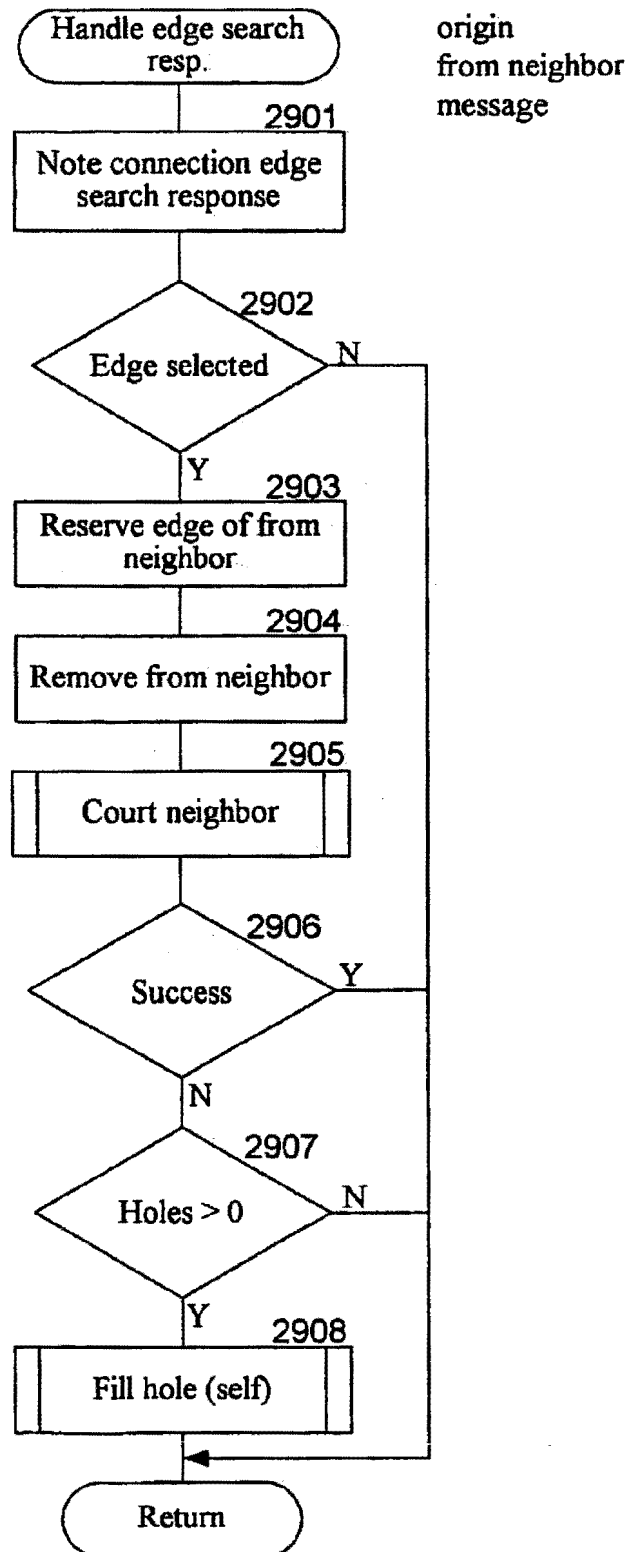 Handle edge search
resp.
origin
from neighbor
message
2901
Note connection edge
search response
2902
Edge selected
N
Y
2903
Reserve edge of from
neighbor
2904
Remove from neighbor
2905
Court neighbor
2906
Success
Y
N
2907
Holes > 0
N
Y
2908
Fill hole (self)
Return